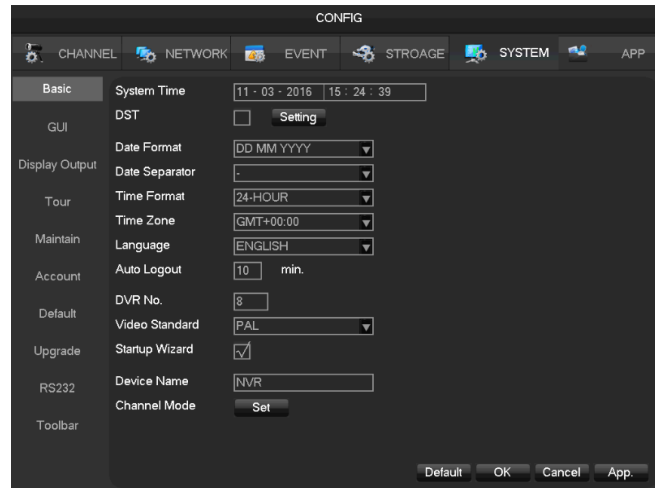 CONFIG
CHANNEL NETWORK EVENT STROAGE SYSTEM APP
Basic
GUI
Display Output
Tour
Maintain
Account
Default
Upgrade
RS232
Toolbar
System Time 11 - 03 - 2016 15 : 24 : 39
DST Setting
Date Format DD MM YYYY
Date Separator -
Time Format 24-HOUR
Time Zone GMT+00:00
Language ENGLISH
Auto Logout 10 min.
DVR No. 8
Video Standard PAL
Startup Wizard
Device Name NVR
Channel Mode Set
Default OK Cancel App.